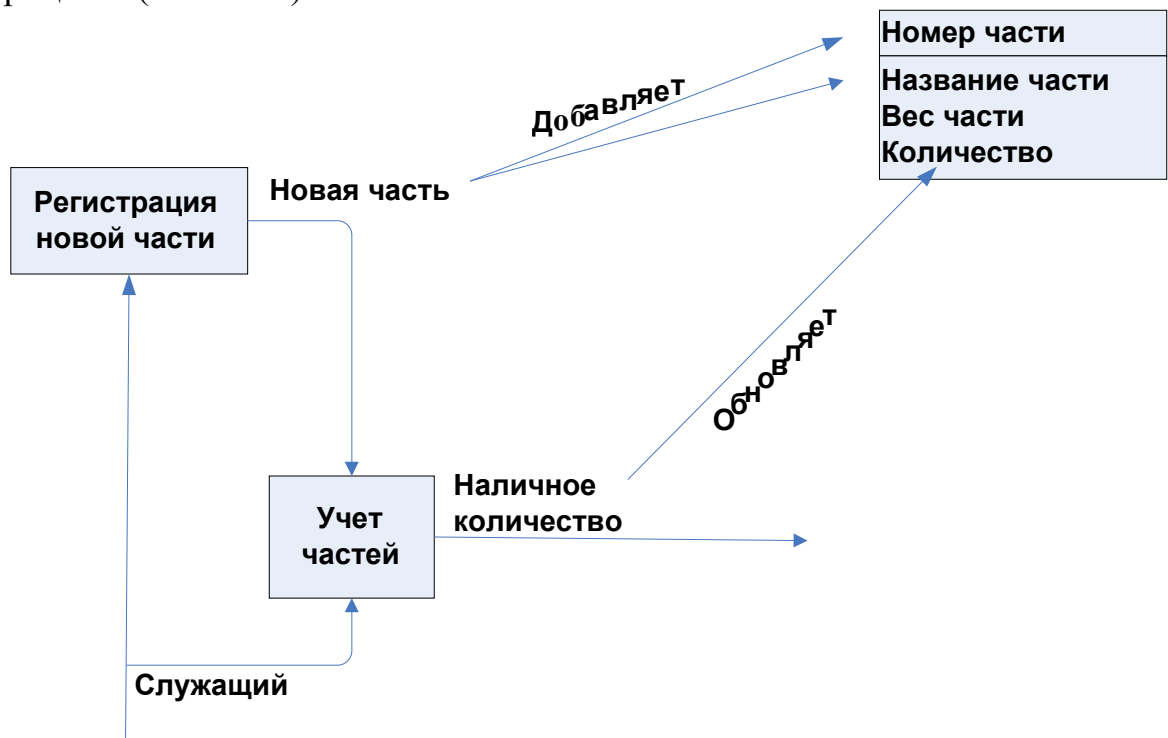 Номер части
Название части
Вес части
Количество
Добавляет
Новая часть
Регистрация
новой части
Обновляет
Наличное
количество
Учет
частей
Служащий